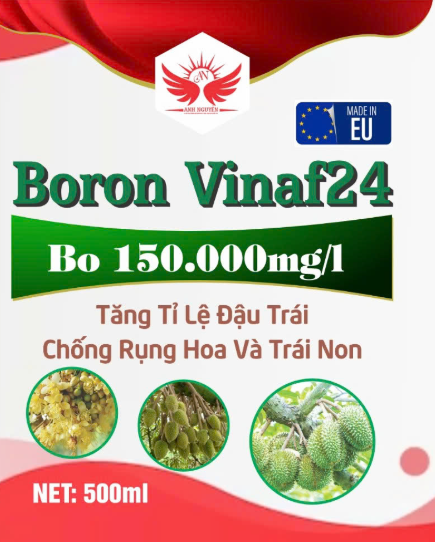 AN
ANH NGUYÊN
MADE IN
EU
Boron Vinaf24
Bo 150.000mg/l
Tăng Tỉ Lệ Đậu Trái
Chống Rụng Hoa Và Trái Non
NET: 500ml